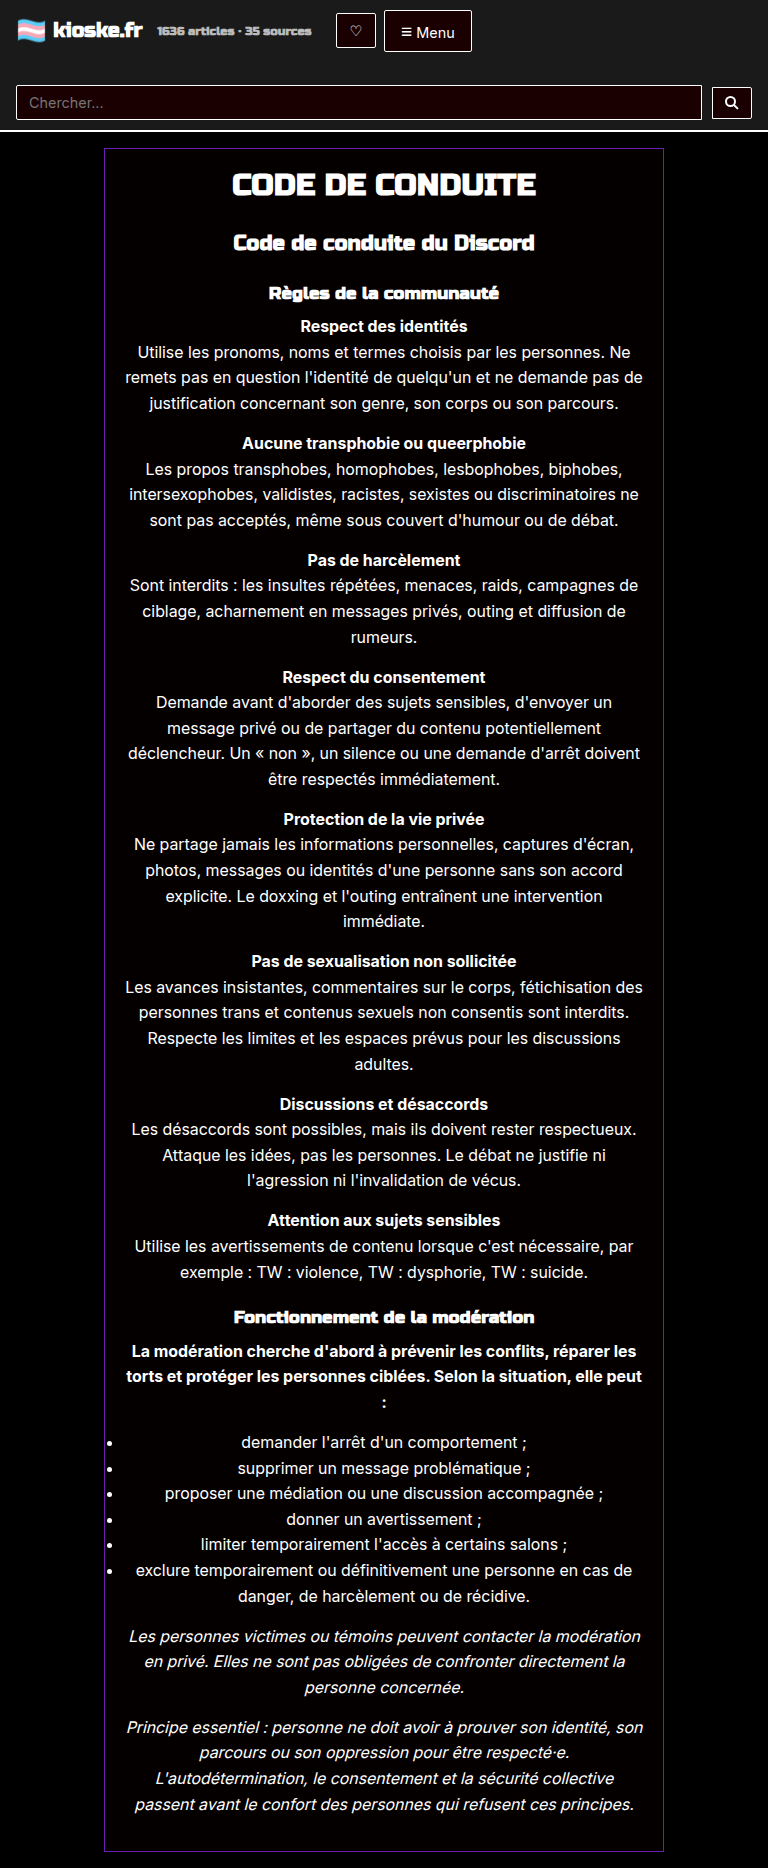 kioske.fr 1636 articles · 35 sources ♡ ≡ Menu
Chercher...
CODE DE CONDUITE
Code de conduite du Discord
Règles de la communauté
Respect des identités
Utilise les pronoms, noms et termes choisis par les personnes. Ne
remets pas en question l'identité de quelqu'un et ne demande pas de
justification concernant son genre, son corps ou son parcours.
Aucune transphobie ou queerphobie
Les propos transphobes, homophobes, lesbophobes, biphobes,
intersexophobes, validistes, racistes, sexistes ou discriminatoires ne
sont pas acceptés, même sous couvert d'humour ou de débat.
Pas de harcèlement
Sont interdits : les insultes répétées, menaces, raids, campagnes de
ciblage, acharnement en messages privés, outing et diffusion de
rumeurs.
Respect du consentement
Demande avant d'aborder des sujets sensibles, d'envoyer un
message privé ou de partager du contenu potentiellement
déclencheur. Un « non », un silence ou une demande d'arrêt doivent
être respectés immédiatement.
Protection de la vie privée
Ne partage jamais les informations personnelles, captures d'écran,
photos, messages ou identités d'une personne sans son accord
explicite. Le doxxing et l'outing entraînent une intervention
immédiate.
Pas de sexualisation non sollicitée
Les avances insistantes, commentaires sur le corps, fétichisation des
personnes trans et contenus sexuels non consentis sont interdits.
Respecte les limites et les espaces prévus pour les discussions
adultes.
Discussions et désaccords
Les désaccords sont possibles, mais ils doivent rester respectueux.
Attaque les idées, pas les personnes. Le débat ne justifie ni
l'agression ni l'invalidation de vécus.
Attention aux sujets sensibles
Utilise les avertissements de contenu lorsque c'est nécessaire, par
exemple : TW : violence, TW : dysphorie, TW : suicide.
Fonctionnement de la modération
La modération cherche d'abord à prévenir les conflits, réparer les
torts et protéger les personnes ciblées. Selon la situation, elle peut
:
• demander l'arrêt d'un comportement ;
• supprimer un message problématique ;
• proposer une médiation ou une discussion accompagnée ;
• donner un avertissement ;
• limiter temporairement l'accès à certains salons ;
• exclure temporairement ou définitivement une personne en cas de
danger, de harcèlement ou de récidive.
Les personnes victimes ou témoins peuvent contacter la modération
en privé. Elles ne sont pas obligées de confronter directement la
personne concernée.
Principe essentiel : personne ne doit avoir à prouver son identité, son
parcours ou son oppression pour être respecté·e.
L'autodétermination, le consentement et la sécurité collective
passent avant le confort des personnes qui refusent ces principes.